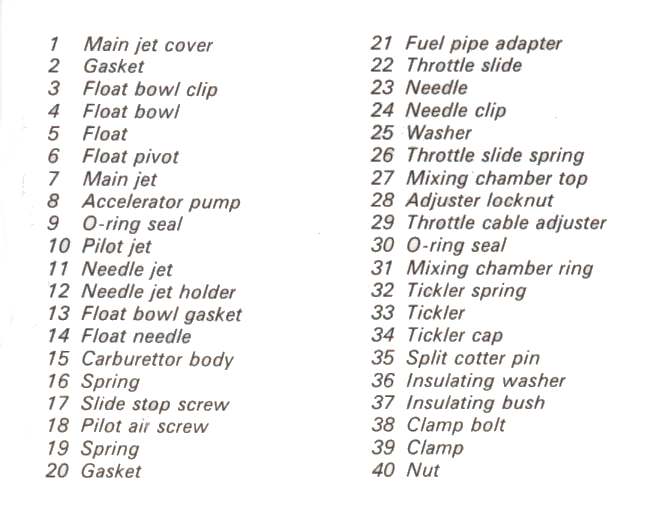 1 Main jet cover
2 Gasket
3 Float bowl clip
4 Float bowl
5 Float
6 Float pivot
7 Main jet
8 Accelerator pump
9 O-ring seal
10 Pilot jet
11 Needle jet
12 Needle jet holder
13 Float bowl gasket
14 Float needle
15 Carburettor body
16 Spring
17 Slide stop screw
18 Pilot air screw
19 Spring
20 Gasket
21 Fuel pipe adapter
22 Throttle slide
23 Needle
24 Needle clip
25 Washer
26 Throttle slide spring
27 Mixing chamber top
28 Adjuster locknut
29 Throttle cable adjuster
30 O-ring seal
31 Mixing chamber ring
32 Tickler spring
33 Tickler
34 Tickler cap
35 Split cotter pin
36 Insulating washer
37 Insulating bush
38 Clamp bolt
39 Clamp
40 Nut